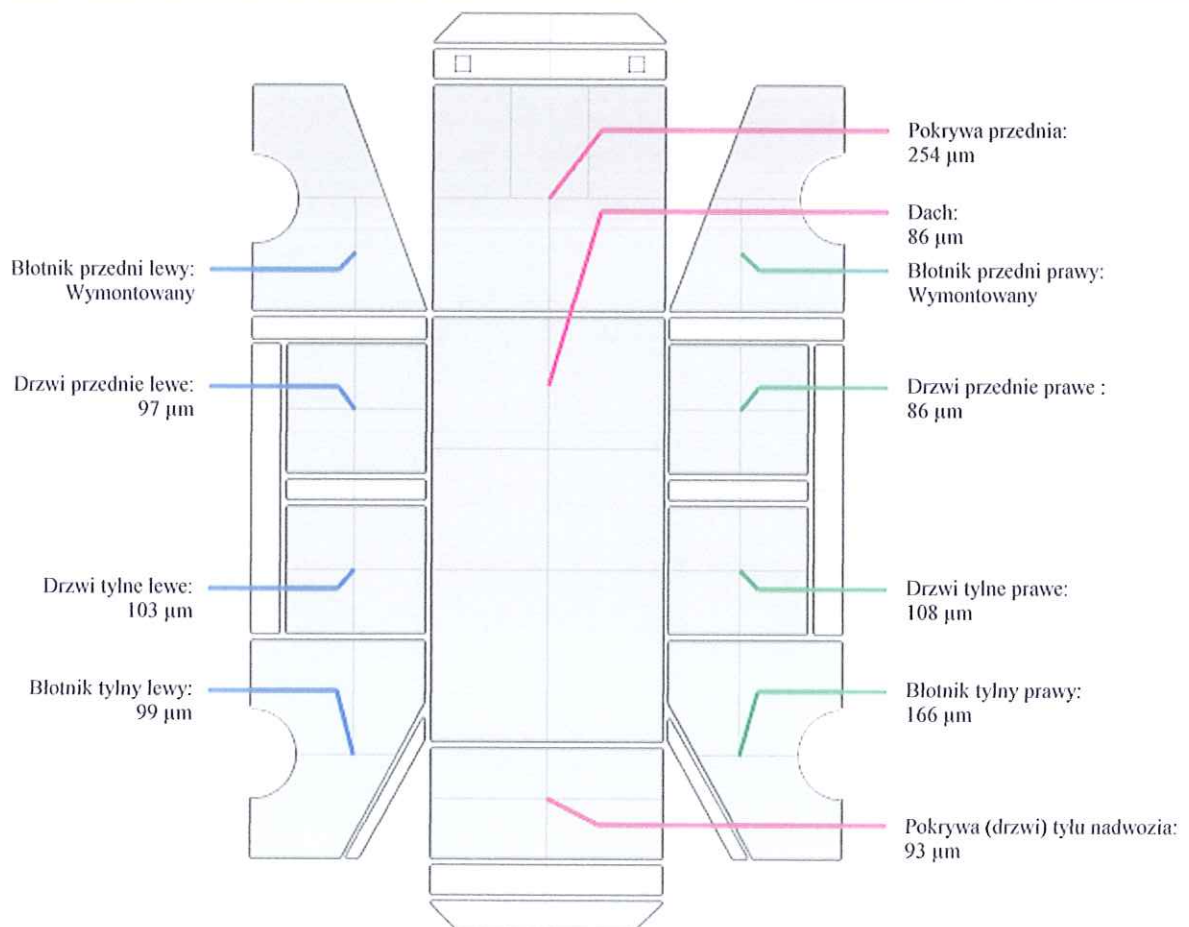 Pokrywa przednia:
254 µm
Dach:
86 µm
Błotnik przedni lewy:
Wymontowany
Błotnik przedni prawy:
Wymontowany
Drzwi przednie lewe:
97 µm
Drzwi przednie prawe :
86 µm
Drzwi tylne lewe:
103 µm
Drzwi tylne prawe:
108 µm
Błotnik tylny lewy:
99 µm
Błotnik tylny prawy:
166 µm
Pokrywa (drzwi) tyłu nadwozia:
93 µm